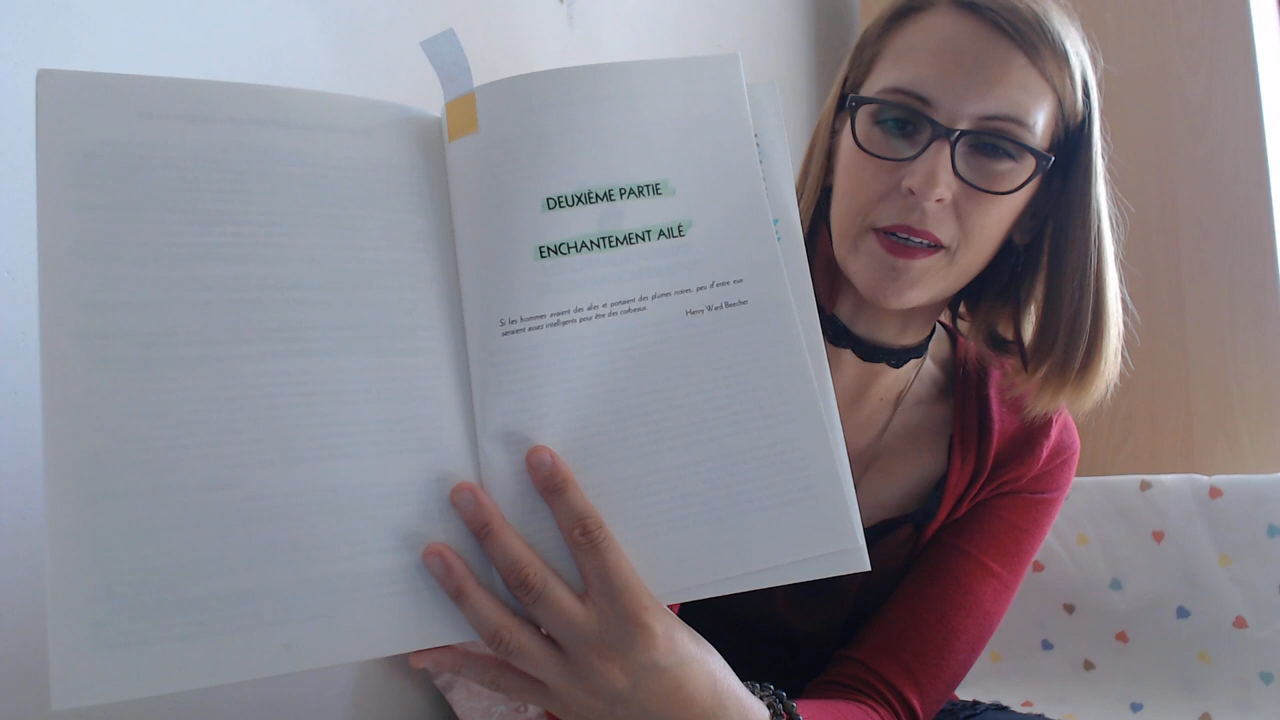 DEUXIÈME PARTIE
ENCHANTEMENT AILÉ
Si les hommes avaient des ailes et portaient des plumes noires, peu d'entre eux
seraient assez intelligents pour être des corbeaux.
Henry Ward Beecher